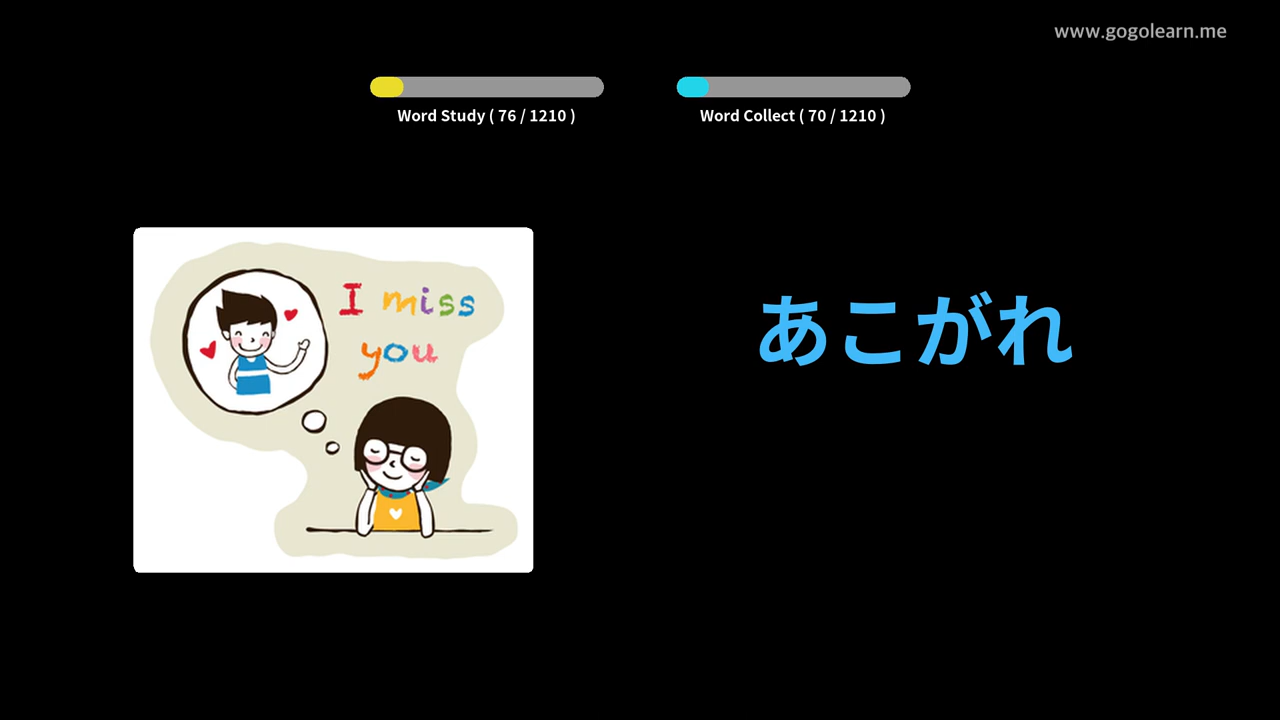 www.gogolearn.me
Word Study ( 76 / 1210 )
Word Collect ( 70 / 1210 )
I miss
you
あこがれ